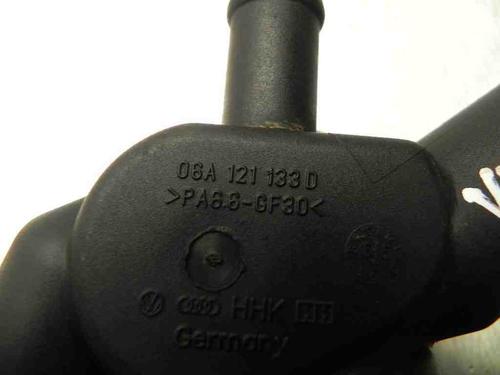 06A 121 133 D
>PA6.6-GF30<
HHK
Germany